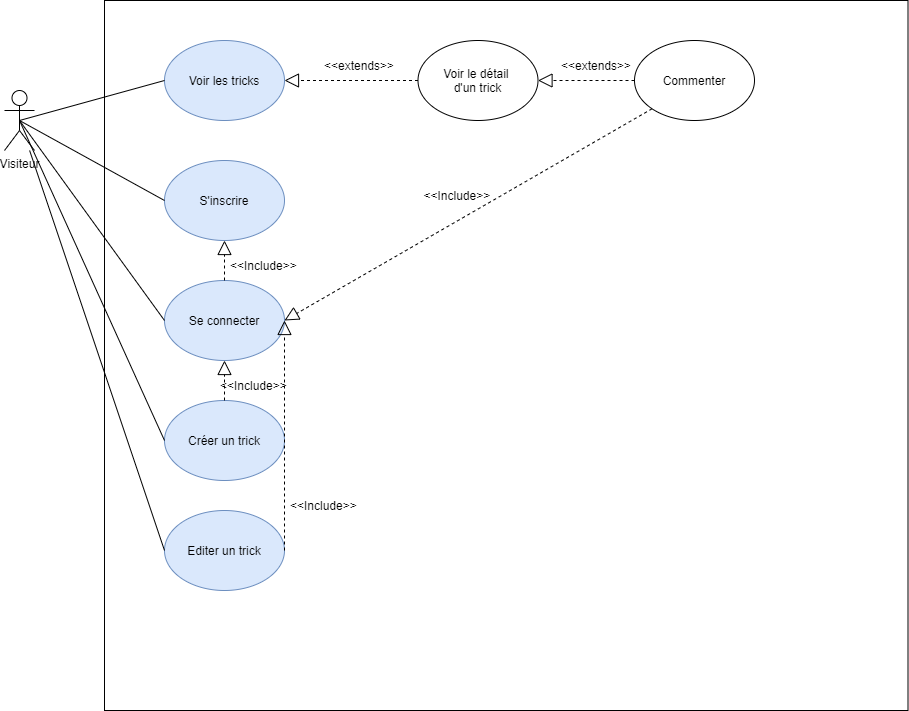 <<extends>>
<<extends>>
Voir les tricks
Voir le détail
d'un trick
Commenter
Visiteur
<<Include>>
S'inscrire
<<Include>>
Se connecter
<<Include>>
Créer un trick
<<Include>>
Editer un trick